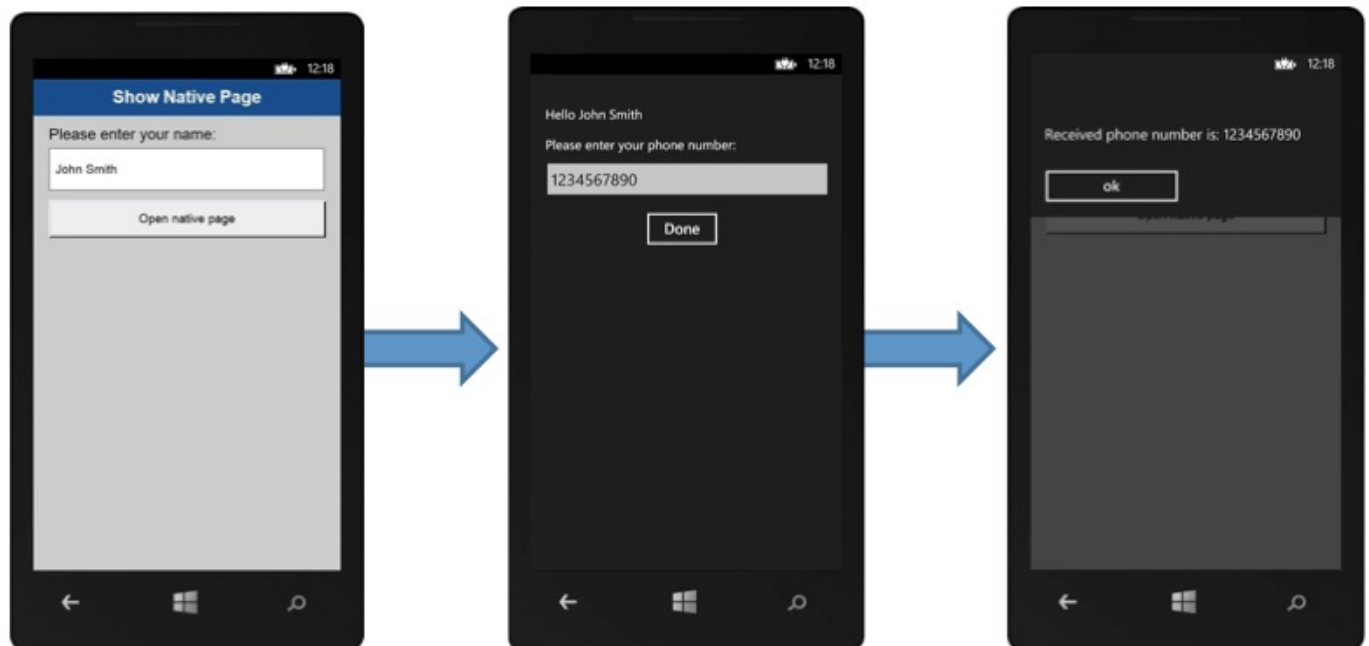 12:18
Show Native Page
Please enter your name:
John Smith
Open native page
12:18
Hello John Smith
Please enter your phone number:
1234567890
Done
12:18
Received phone number is: 1234567890
ok